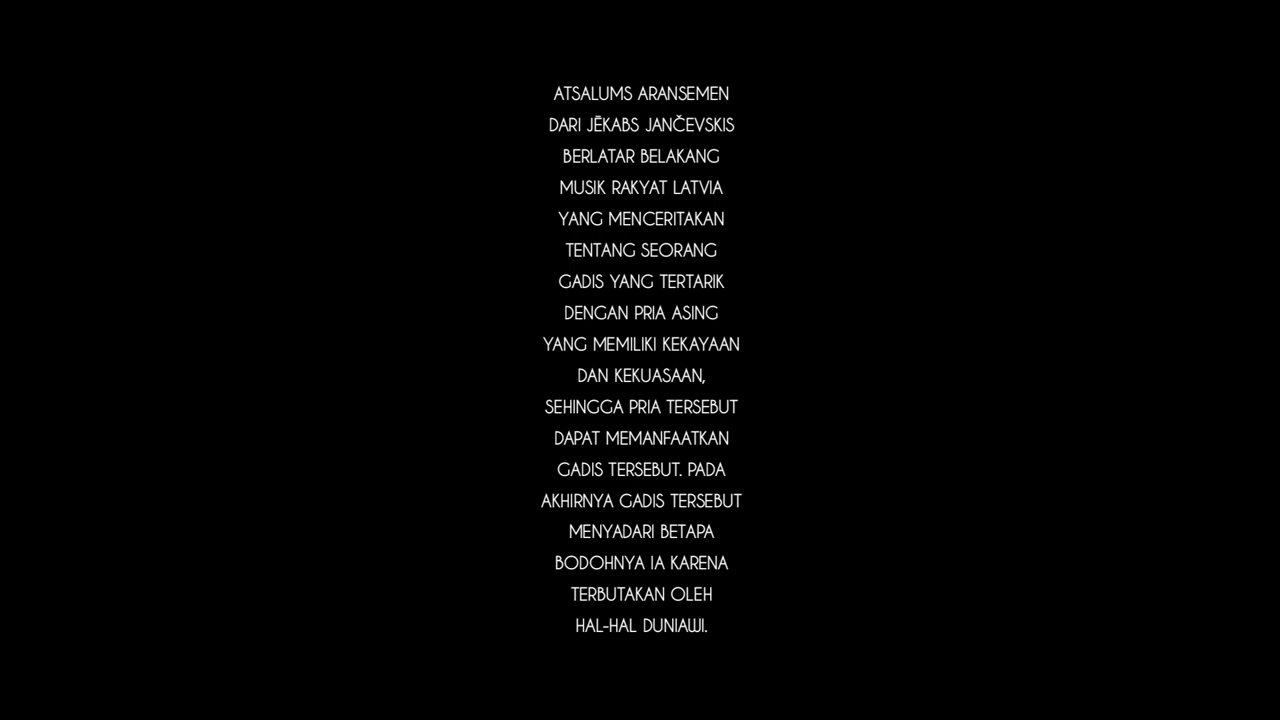 ATSALUMS ARANSEMEN
DARI JĒKABS JANČEVSKIS
BERLATAR BELAKANG
MUSIK RAKYAT LATVIA
YANG MENCERITAKAN
TENTANG SEORANG
GADIS YANG TERTARIK
DENGAN PRIA ASING
YANG MEMILIKI KEKAYAAN
DAN KEKUASAAN,
SEHINGGA PRIA TERSEBUT
DAPAT MEMANFAATKAN
GADIS TERSEBUT. PADA
AKHIRNYA GADIS TERSEBUT
MENYADARI BETAPA
BODOHNYA IA KARENA
TERBUTAKAN OLEH
HAL-HAL DUNIAWI.